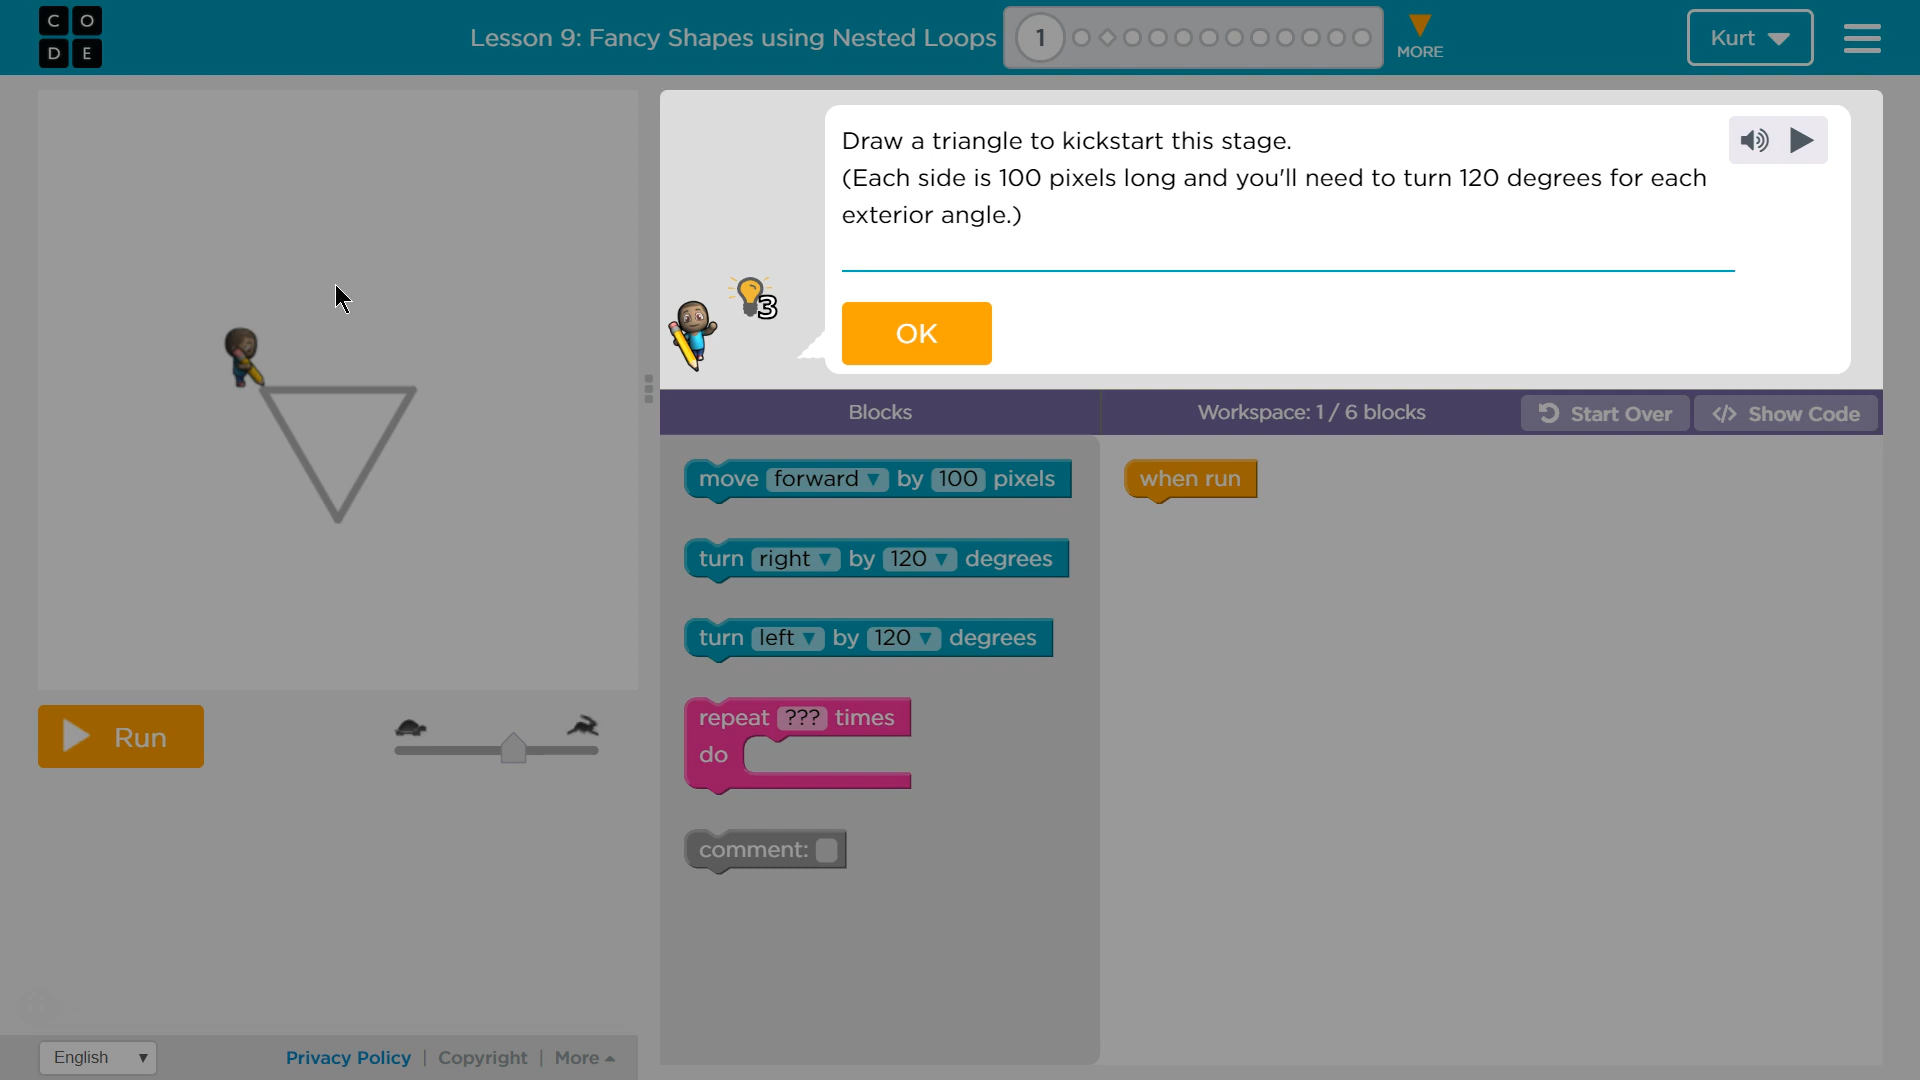 C O
D E
Lesson 9: Fancy Shapes using Nested Loops
1
MORE
Kurt
Draw a triangle to kickstart this stage.
(Each side is 100 pixels long and you'll need to turn 120 degrees for each
exterior angle.)
3
OK
Blocks
Workspace: 1 / 6 blocks
Start Over
</> Show Code
move forward by 100 pixels
when run
turn right by 120 degrees
turn left by 120 degrees
repeat ??? times
do
comment:
Run
English
Privacy Policy | Copyright | More